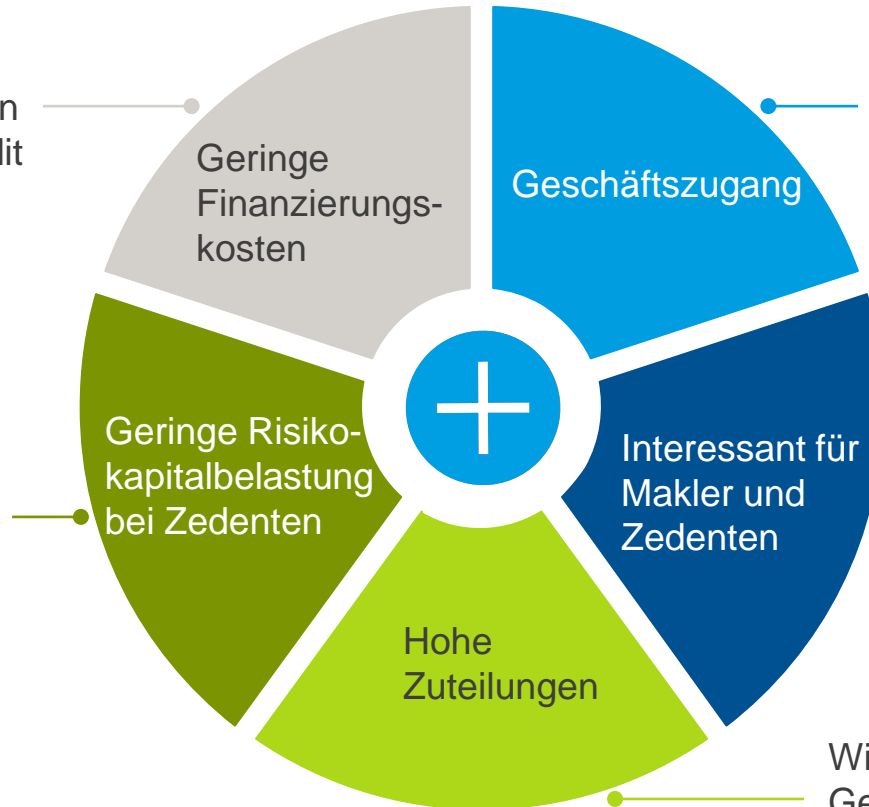 Geringe
Finanzierungs-
kosten
Geschäftszugang
Geringe Risiko-
kapitalbelastung
bei Zedenten
Interessant für
Makler und
Zedenten
Hohe
Zuteilungen